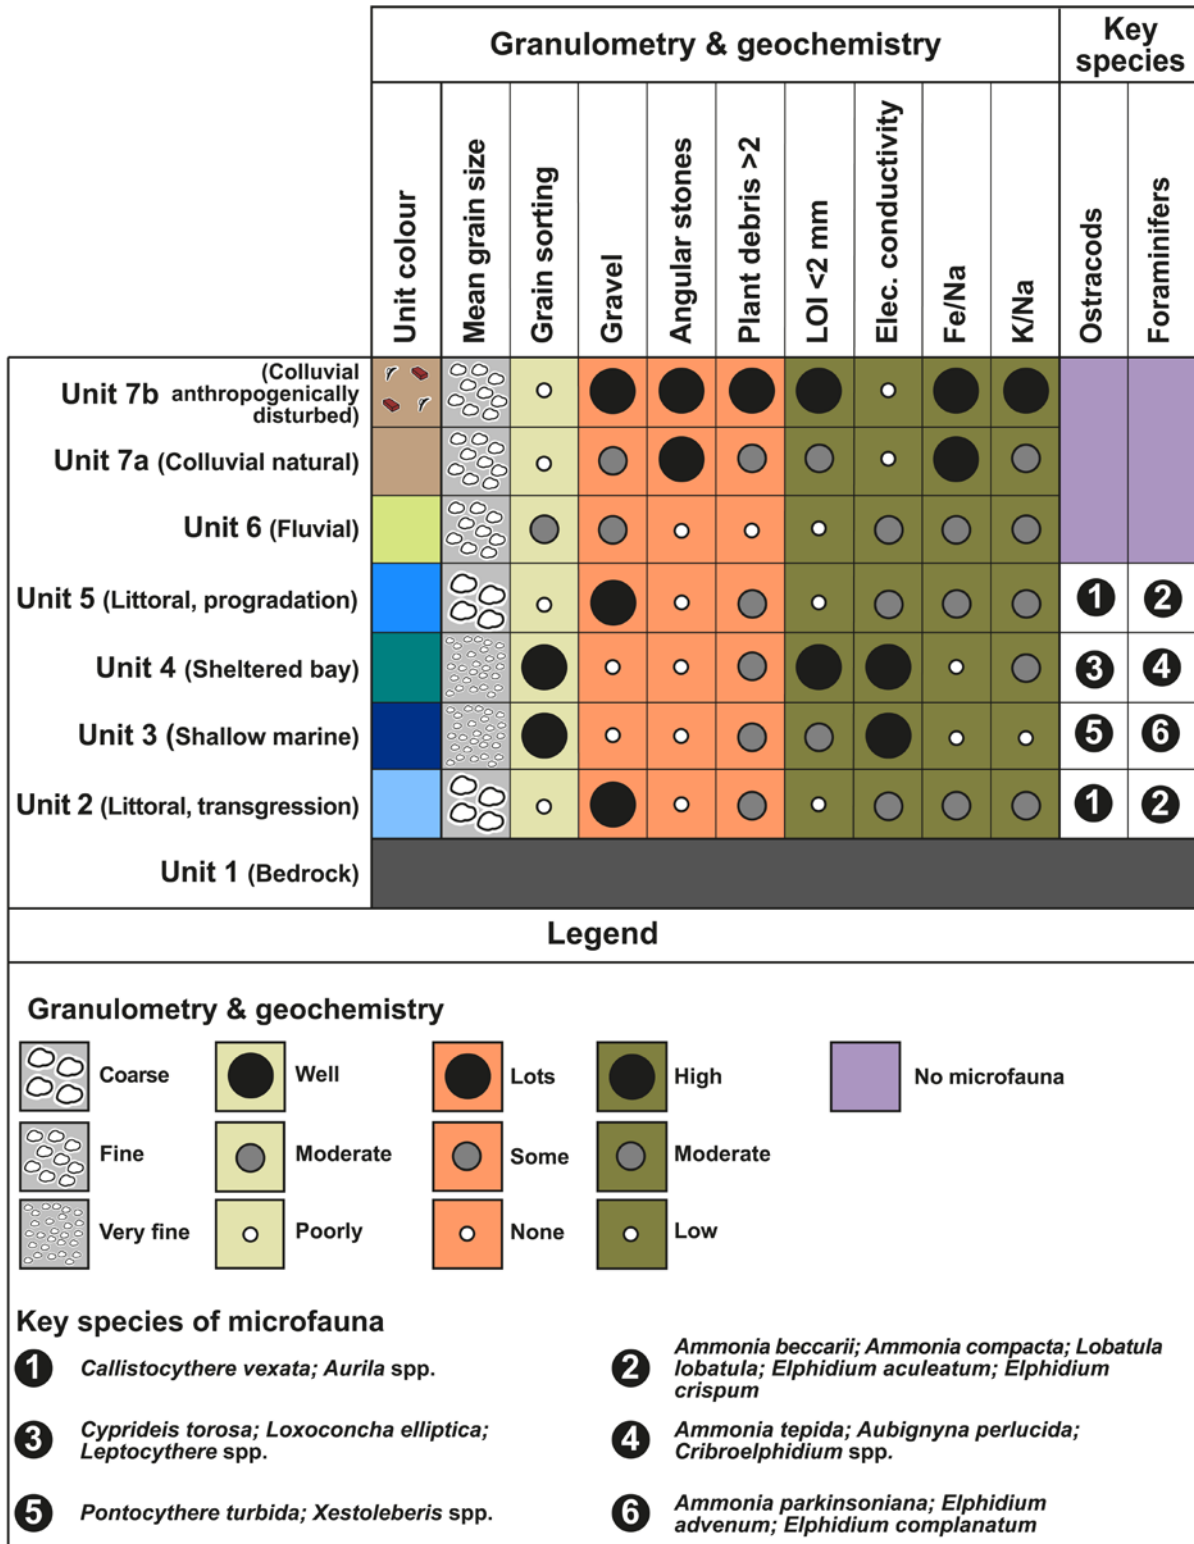 Granulometry & geochemistry
Key
species
Unit colour
Mean grain size
Grain sorting
Gravel
Angular stones
Plant debris >2
LOI <2 mm
Elec. conductivity
Fe/Na
K/Na
Ostracods
Foraminifers
Unit 7b (Colluvial
anthropogenically
disturbed)
Unit 7a (Colluvial natural)
Unit 6 (Fluvial)
Unit 5 (Littoral, progradation)
1 2
Unit 4 (Sheltered bay)
3 4
Unit 3 (Shallow marine)
5 6
Unit 2 (Littoral, transgression)
1 2
Unit 1 (Bedrock)
Legend
Granulometry & geochemistry
Coarse Well Lots High No microfauna
Fine Moderate Some Moderate
Very fine Poorly None Low
Key species of microfauna
1 Callistocythere vexata; Aurila spp.
2 Ammonia beccarii; Ammonia compacta; Lobatula
lobatula; Elphidium aculeatum; Elphidium
crispum
3 Cyprideis torosa; Loxoconcha elliptica;
Leptocythere spp.
4 Ammonia tepida; Aubignyna perlucida;
Cribroelphidium spp.
5 Pontocythere turbida; Xestoleberis spp.
6 Ammonia parkinsoniana; Elphidium
advenum; Elphidium complanatum